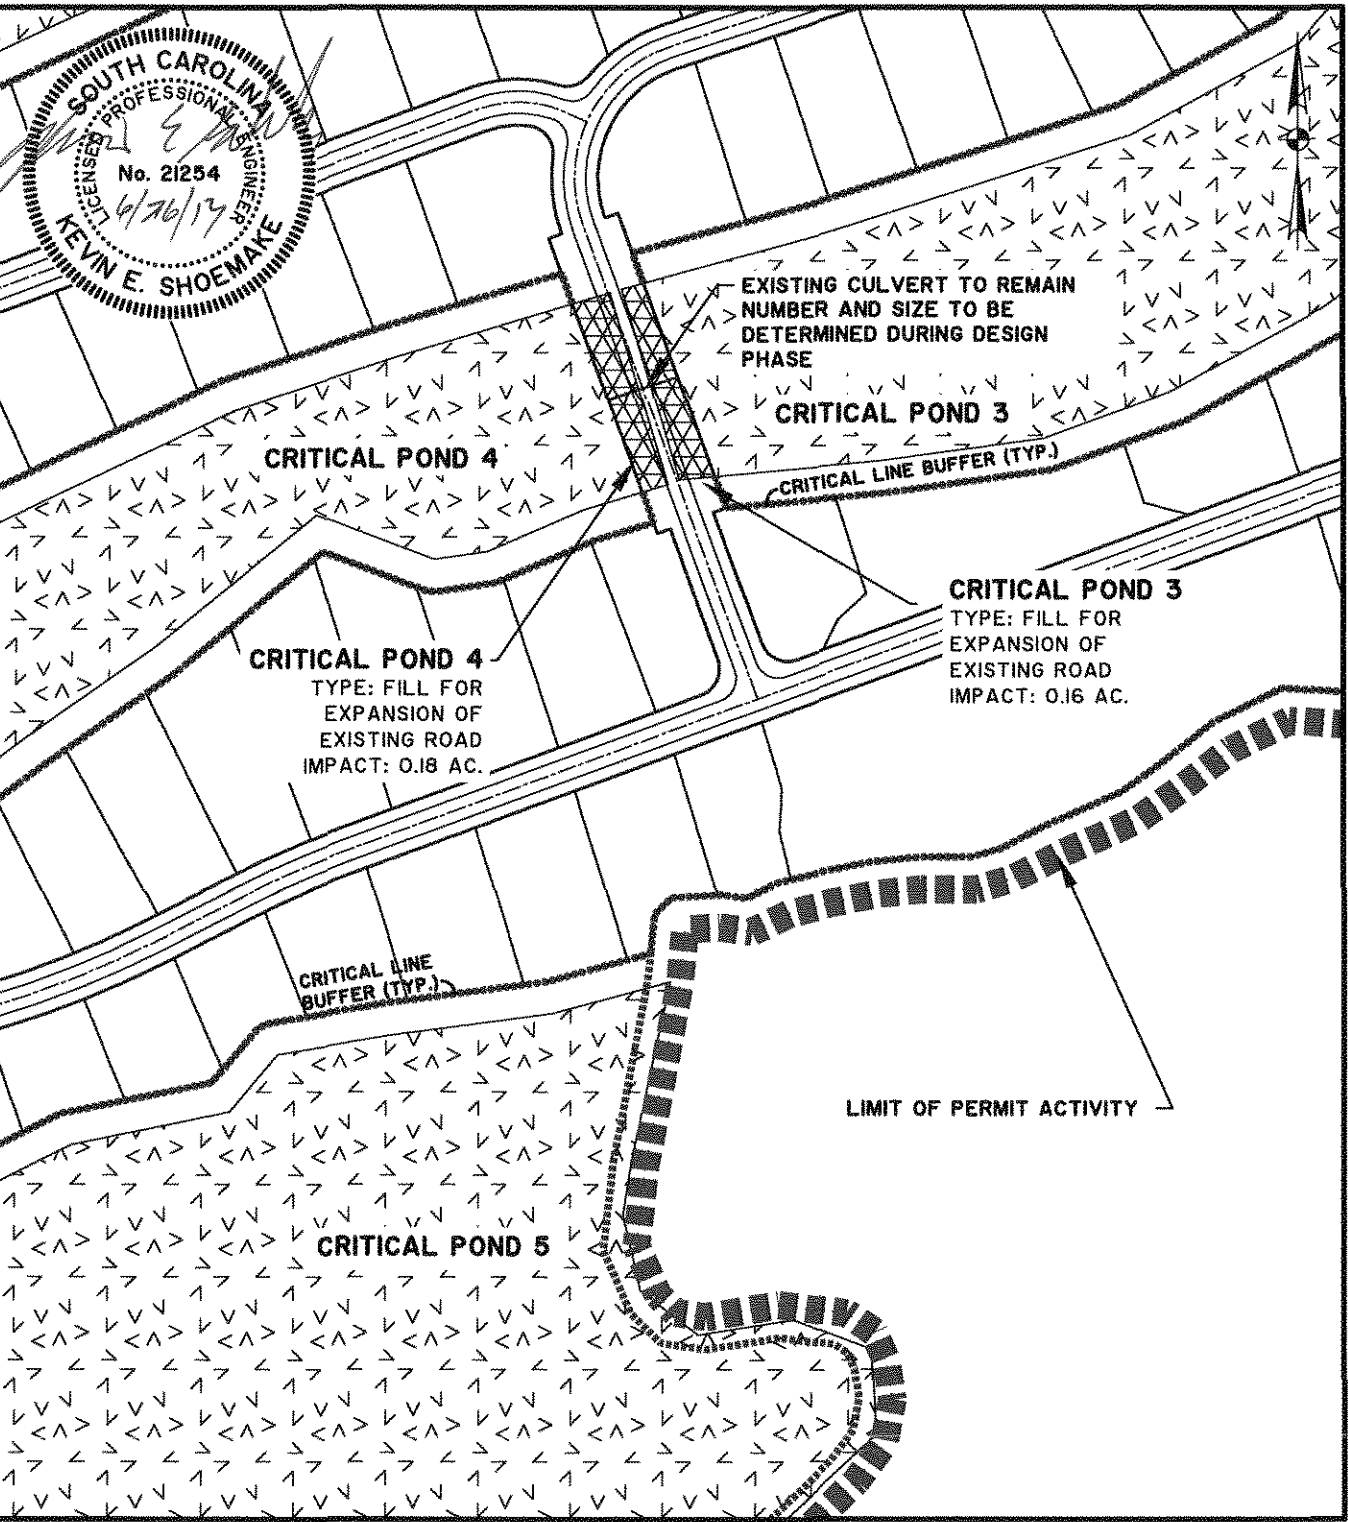 SOUTH CAROLINA
LICENSED PROFESSIONAL ENGINEER
No. 21254
KEVIN E. SHOEMAKE
EXISTING CULVERT TO REMAIN
NUMBER AND SIZE TO BE
DETERMINED DURING DESIGN
PHASE
CRITICAL POND 3
CRITICAL POND 4
CRITICAL LINE BUFFER (TYP.)
CRITICAL POND 3
TYPE: FILL FOR
EXPANSION OF
EXISTING ROAD
IMPACT: 0.16 AC.
CRITICAL POND 4
TYPE: FILL FOR
EXPANSION OF
EXISTING ROAD
IMPACT: 0.18 AC.
CRITICAL LINE
BUFFER (TYP.)
LIMIT OF PERMIT ACTIVITY
CRITICAL POND 5